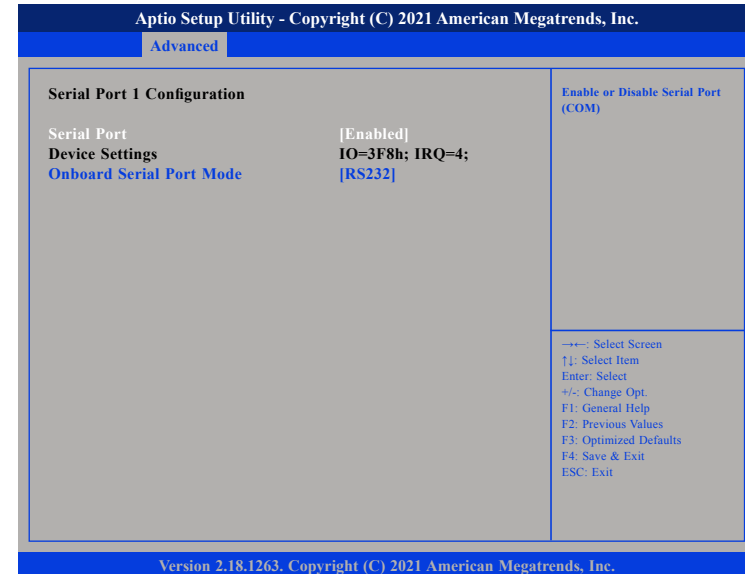 Aptio Setup Utility - Copyright (C) 2021 American Megatrends, Inc.
Advanced
Serial Port 1 Configuration
Serial Port [Enabled]
Device Settings IO=3F8h; IRQ=4;
Onboard Serial Port Mode [RS232]
Enable or Disable Serial Port
(COM)
→←: Select Screen
↑↓: Select Item
Enter: Select
+/-: Change Opt.
F1: General Help
F2: Previous Values
F3: Optimized Defaults
F4: Save & Exit
ESC: Exit
Version 2.18.1263. Copyright (C) 2021 American Megatrends, Inc.